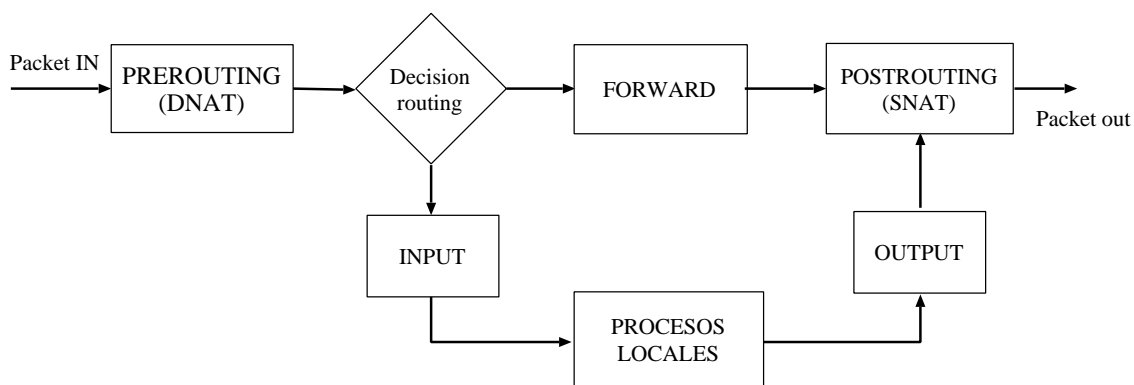 Packet IN
PREROUTING
(DNAT)
Decision
routing
FORWARD
POSTROUTING
(SNAT)
Packet out
INPUT
OUTPUT
PROCESOS
LOCALES